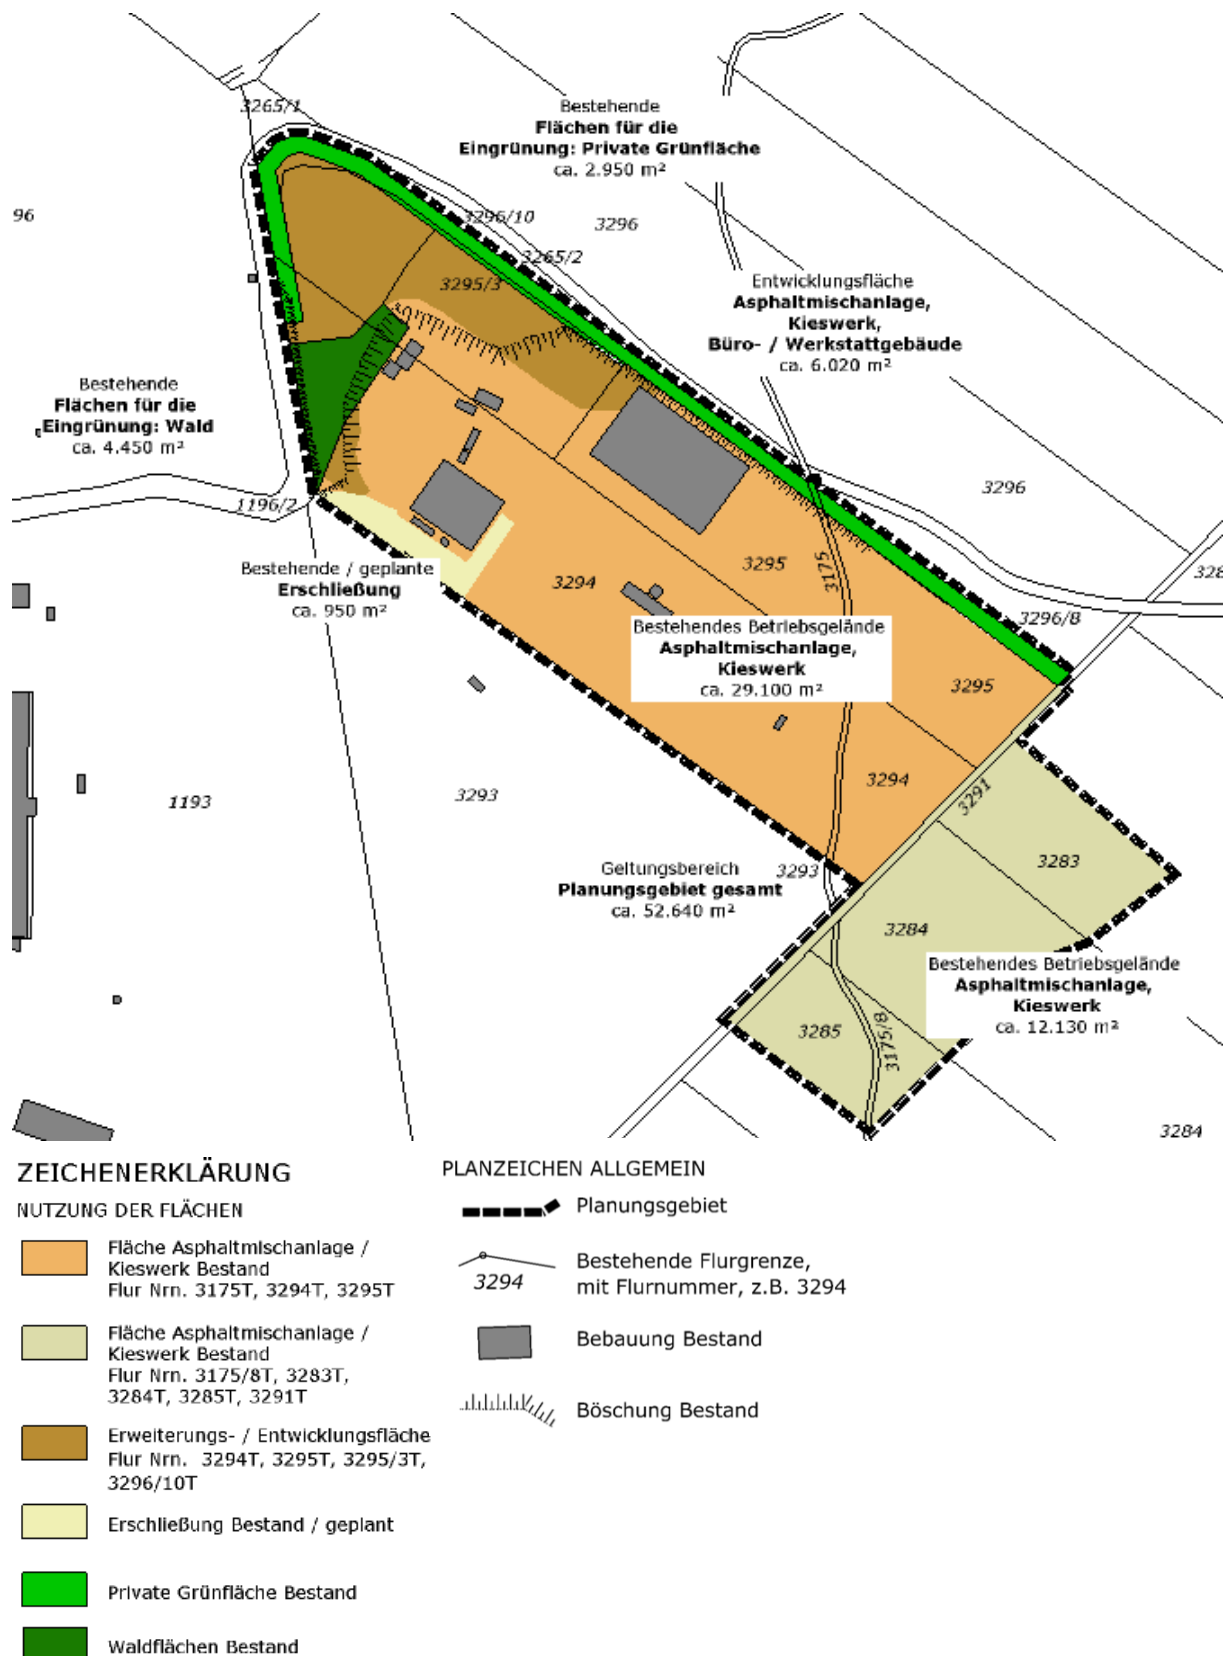 3265/1
Bestehende
Flächen für die
Eingrünung: Private Grünfläche
ca. 2.950 m²
96
3296/10
3296
3265/2
3295/3
Entwicklungsfläche
Asphaltmischanlage,
Kieswerk,
Büro- / Werkstattgebäude
ca. 6.020 m²
Bestehende
Flächen für die
Eingrünung: Wald
ca. 4.450 m²
3296
1196/2
Bestehende / geplante
Erschließung
ca. 950 m²
3294
3295
3175
328
3296/8
Bestehendes Betriebsgelände
Asphaltmischanlage,
Kieswerk
ca. 29.100 m²
3295
3294
3291
1193
3293
Geltungsbereich
Planungsgebiet gesamt
ca. 52.640 m²
3293
3283
3284
Bestehendes Betriebsgelände
Asphaltmischanlage,
Kieswerk
ca. 12.130 m²
3285
3175/8
3284
ZEICHENERKLÄRUNG
NUTZUNG DER FLÄCHEN
Fläche Asphaltmischanlage /
Kieswerk Bestand
Flur Nrn. 3175T, 3294T, 3295T
Fläche Asphaltmischanlage /
Kieswerk Bestand
Flur Nrn. 3175/8T, 3283T,
3284T, 3285T, 3291T
Erweiterungs- / Entwicklungsfläche
Flur Nrn. 3294T, 3295T, 3295/3T,
3296/10T
Erschließung Bestand / geplant
Private Grünfläche Bestand
Waldflächen Bestand
PLANZEICHEN ALLGEMEIN
Planungsgebiet
3294
Bestehende Flurgrenze,
mit Flurnummer, z.B. 3294
Bebauung Bestand
Böschung Bestand